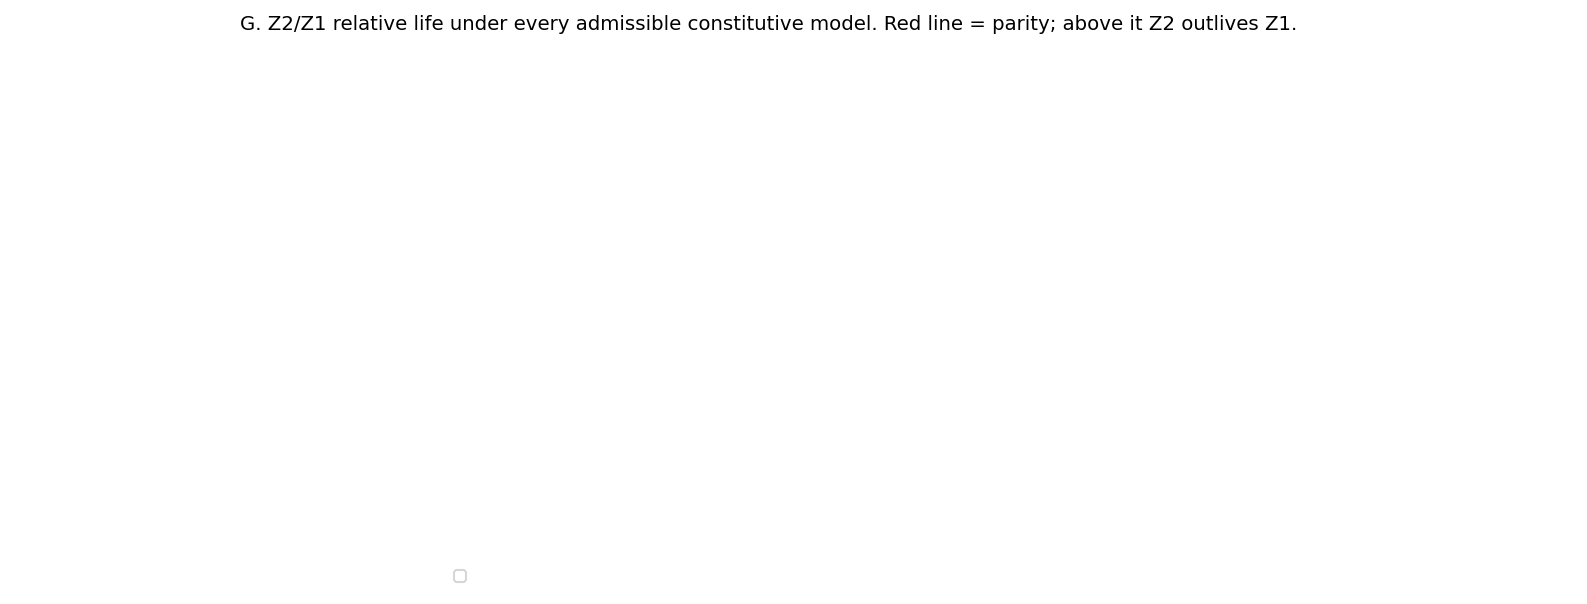 G. Z2/Z1 relative life under every admissible constitutive model. Red line = parity; above it Z2 outlives Z1.